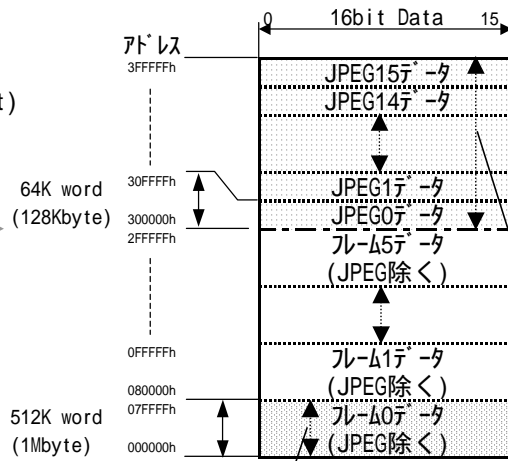 0 16bit Data 15
アドレス
3FFFFFh
JPEG15データ
JPEG14データ
t)
30FFFFh
64K word
(128Kbyte)
JPEG1データ
JPEG0データ
300000h
2FFFFFh
フレーム5データ
(JPEG除く)
0FFFFFh
フレーム1データ
(JPEG除く)
080000h
07FFFFh
512K word
(1Mbyte)
フレーム0データ
(JPEG除く)
000000h